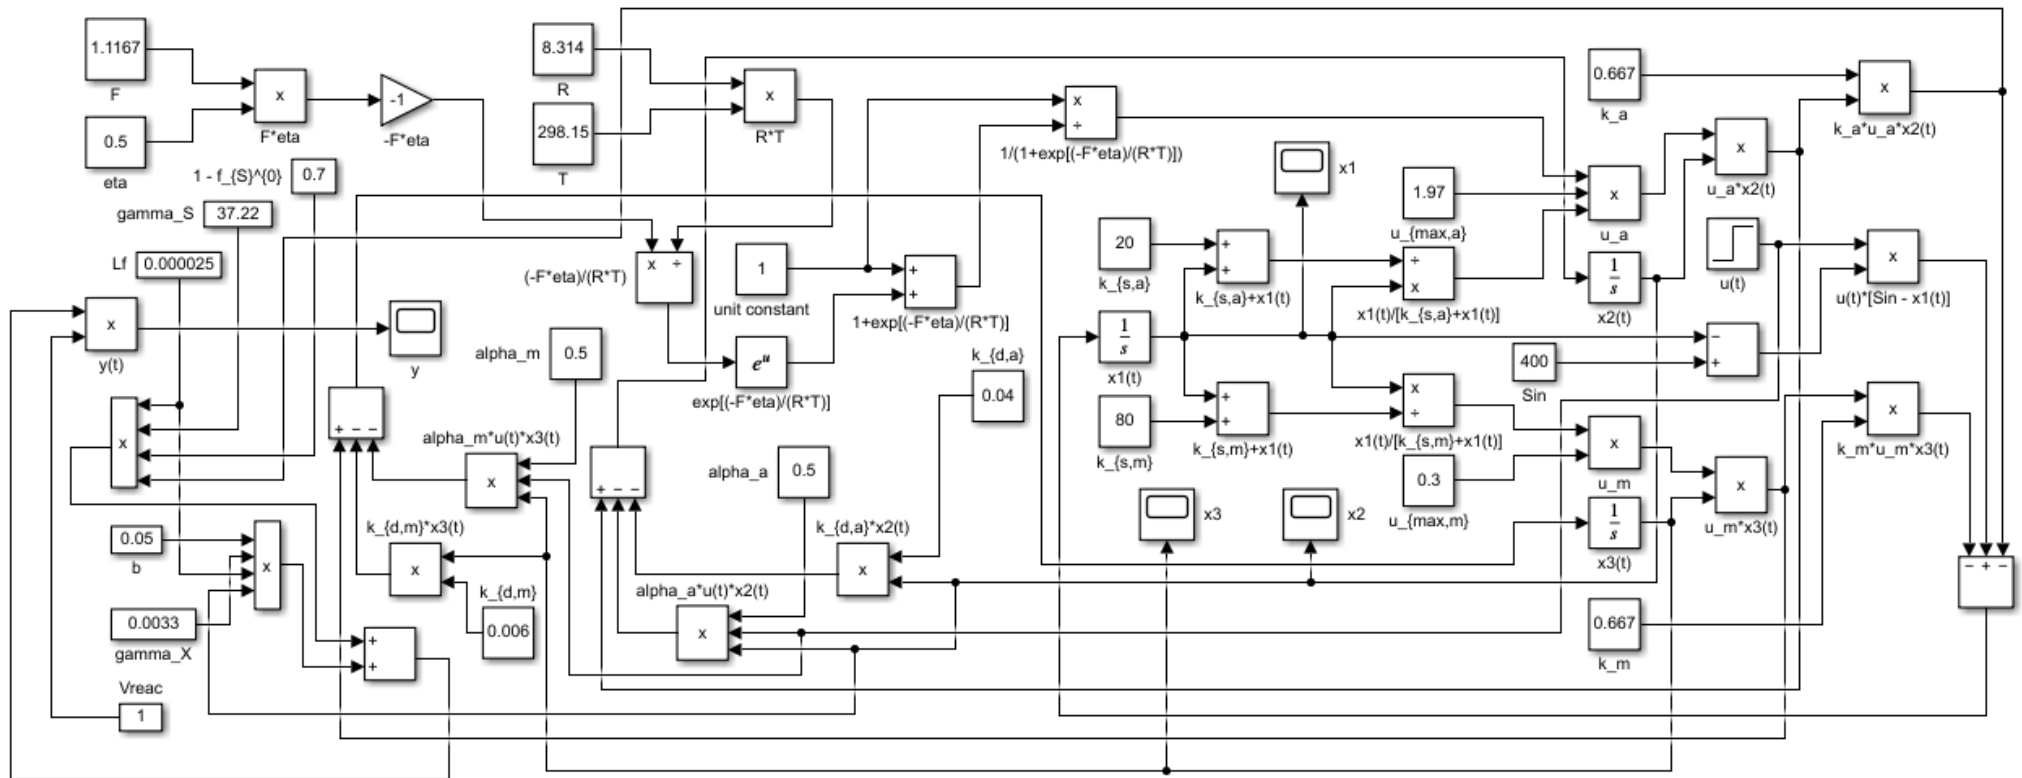 1.1167
F
x
F*eta
-1
-F*eta
0.5
eta
8.314
R
298.15
T
x
R*T
x
÷
1/(1+exp[(-F*eta)/(R*T)])
0.667
k_a
x
k_a*u_a*x2(t)
1 - f_{S}^{0}
0.7
gamma_S
37.22
Lf
0.000025
x ÷
(-F*eta)/(R*T)
1
unit constant
+
+
1+exp[(-F*eta)/(R*T)]
e^u
exp[(-F*eta)/(R*T)]
x1
1.97
u_{max,a}
x
u_a
x
u_a*x2(t)
20
k_{s,a}
+
+
k_{s,a}+x1(t)
÷
x
x1(t)/[k_{s,a}+x1(t)]
1
s
x2(t)
u(t)
x
u(t)*[Sin - x1(t)]
x
y(t)
y
1
s
x1(t)
400
Sin
−
+
alpha_m
0.5
k_{d,a}
0.04
80
k_{s,m}
+
+
k_{s,m}+x1(t)
x
÷
x1(t)/[k_{s,m}+x1(t)]
x
u_m
x
k_m*u_m*x3(t)
x
+ − −
alpha_m*u(t)*x3(t)
x
+ − −
alpha_a
0.5
0.3
u_{max,m}
x
u_m*x3(t)
x3
x2
1
s
x3(t)
0.05
b
x
k_{d,m}*x3(t)
x
k_{d,a}*x2(t)
x
− + −
0.0033
gamma_X
+
+
k_{d,m}
0.006
alpha_a*u(t)*x2(t)
x
0.667
k_m
Vreac
1